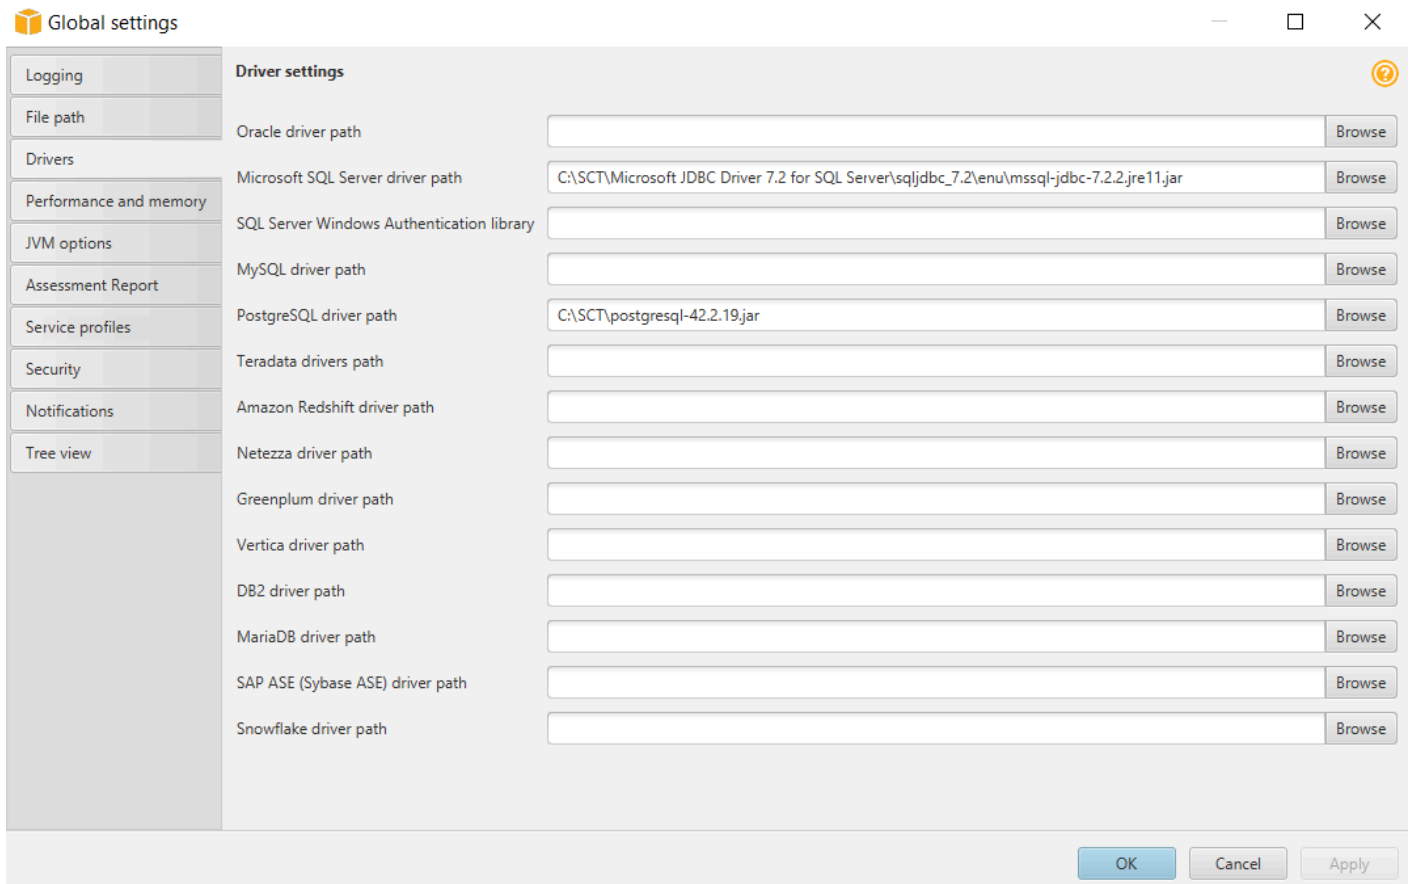 Global settings
Logging
File path
Drivers
Performance and memory
JVM options
Assessment Report
Service profiles
Security
Notifications
Tree view
Driver settings
?
Oracle driver path Browse
Microsoft SQL Server driver path C:\SCT\Microsoft JDBC Driver 7.2 for SQL Server\sqljdbc_7.2\enu\mssql-jdbc-7.2.2.jre11.jar Browse
SQL Server Windows Authentication library Browse
MySQL driver path Browse
PostgreSQL driver path C:\SCT\postgresql-42.2.19.jar Browse
Teradata drivers path Browse
Amazon Redshift driver path Browse
Netezza driver path Browse
Greenplum driver path Browse
Vertica driver path Browse
DB2 driver path Browse
MariaDB driver path Browse
SAP ASE (Sybase ASE) driver path Browse
Snowflake driver path Browse
OK Cancel Apply